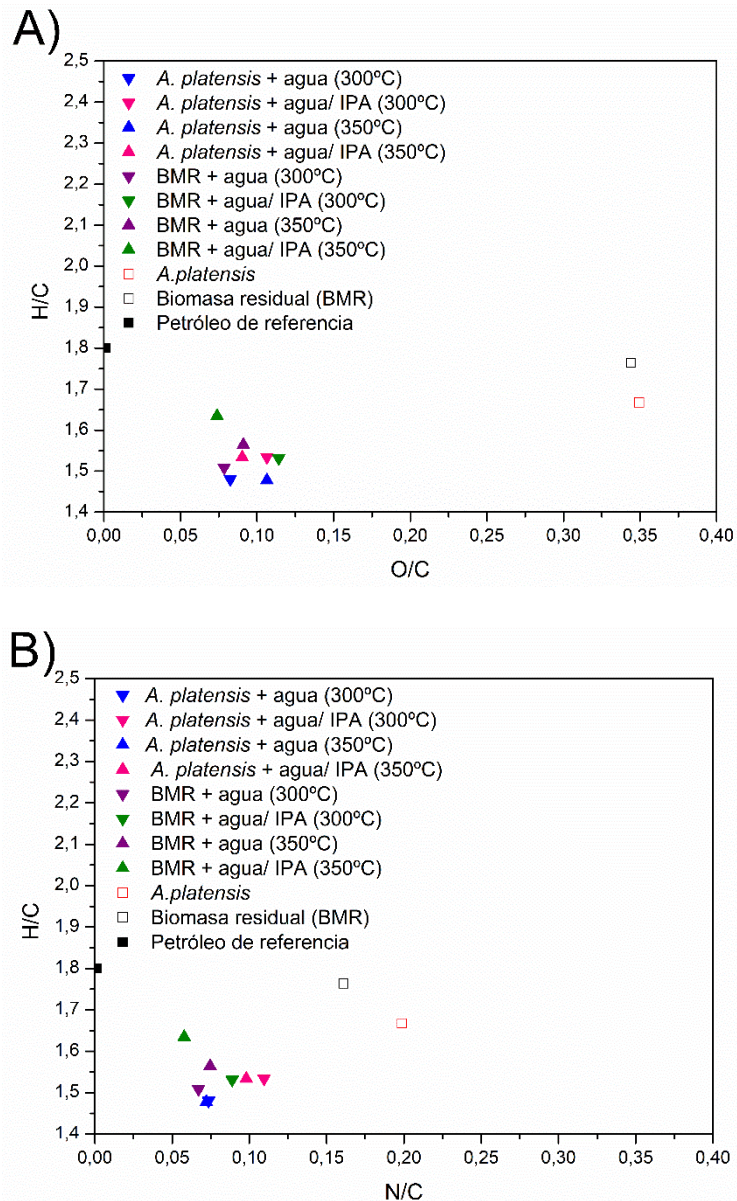 A)
2,5
2,4
2,3
2,2
2,1
2,0
1,9
1,8
1,7
1,6
1,5
1,4
H/C
A. platensis + agua (300ºC)
A. platensis + agua/ IPA (300ºC)
A. platensis + agua (350ºC)
A. platensis + agua/ IPA (350ºC)
BMR + agua (300ºC)
BMR + agua/ IPA (300ºC)
BMR + agua (350ºC)
BMR + agua/ IPA (350ºC)
A.platensis
Biomasa residual (BMR)
Petróleo de referencia
0,00 0,05 0,10 0,15 0,20 0,25 0,30 0,35 0,40
O/C
B)
2,5
2,4
2,3
2,2
2,1
2,0
1,9
1,8
1,7
1,6
1,5
1,4
H/C
A. platensis + agua (300ºC)
A. platensis + agua/ IPA (300ºC)
A. platensis + agua (350ºC)
A. platensis + agua/ IPA (350ºC)
BMR + agua (300ºC)
BMR + agua/ IPA (300ºC)
BMR + agua (350ºC)
BMR + agua/ IPA (350ºC)
A.platensis
Biomasa residual (BMR)
Petróleo de referencia
0,00 0,05 0,10 0,15 0,20 0,25 0,30 0,35 0,40
N/C